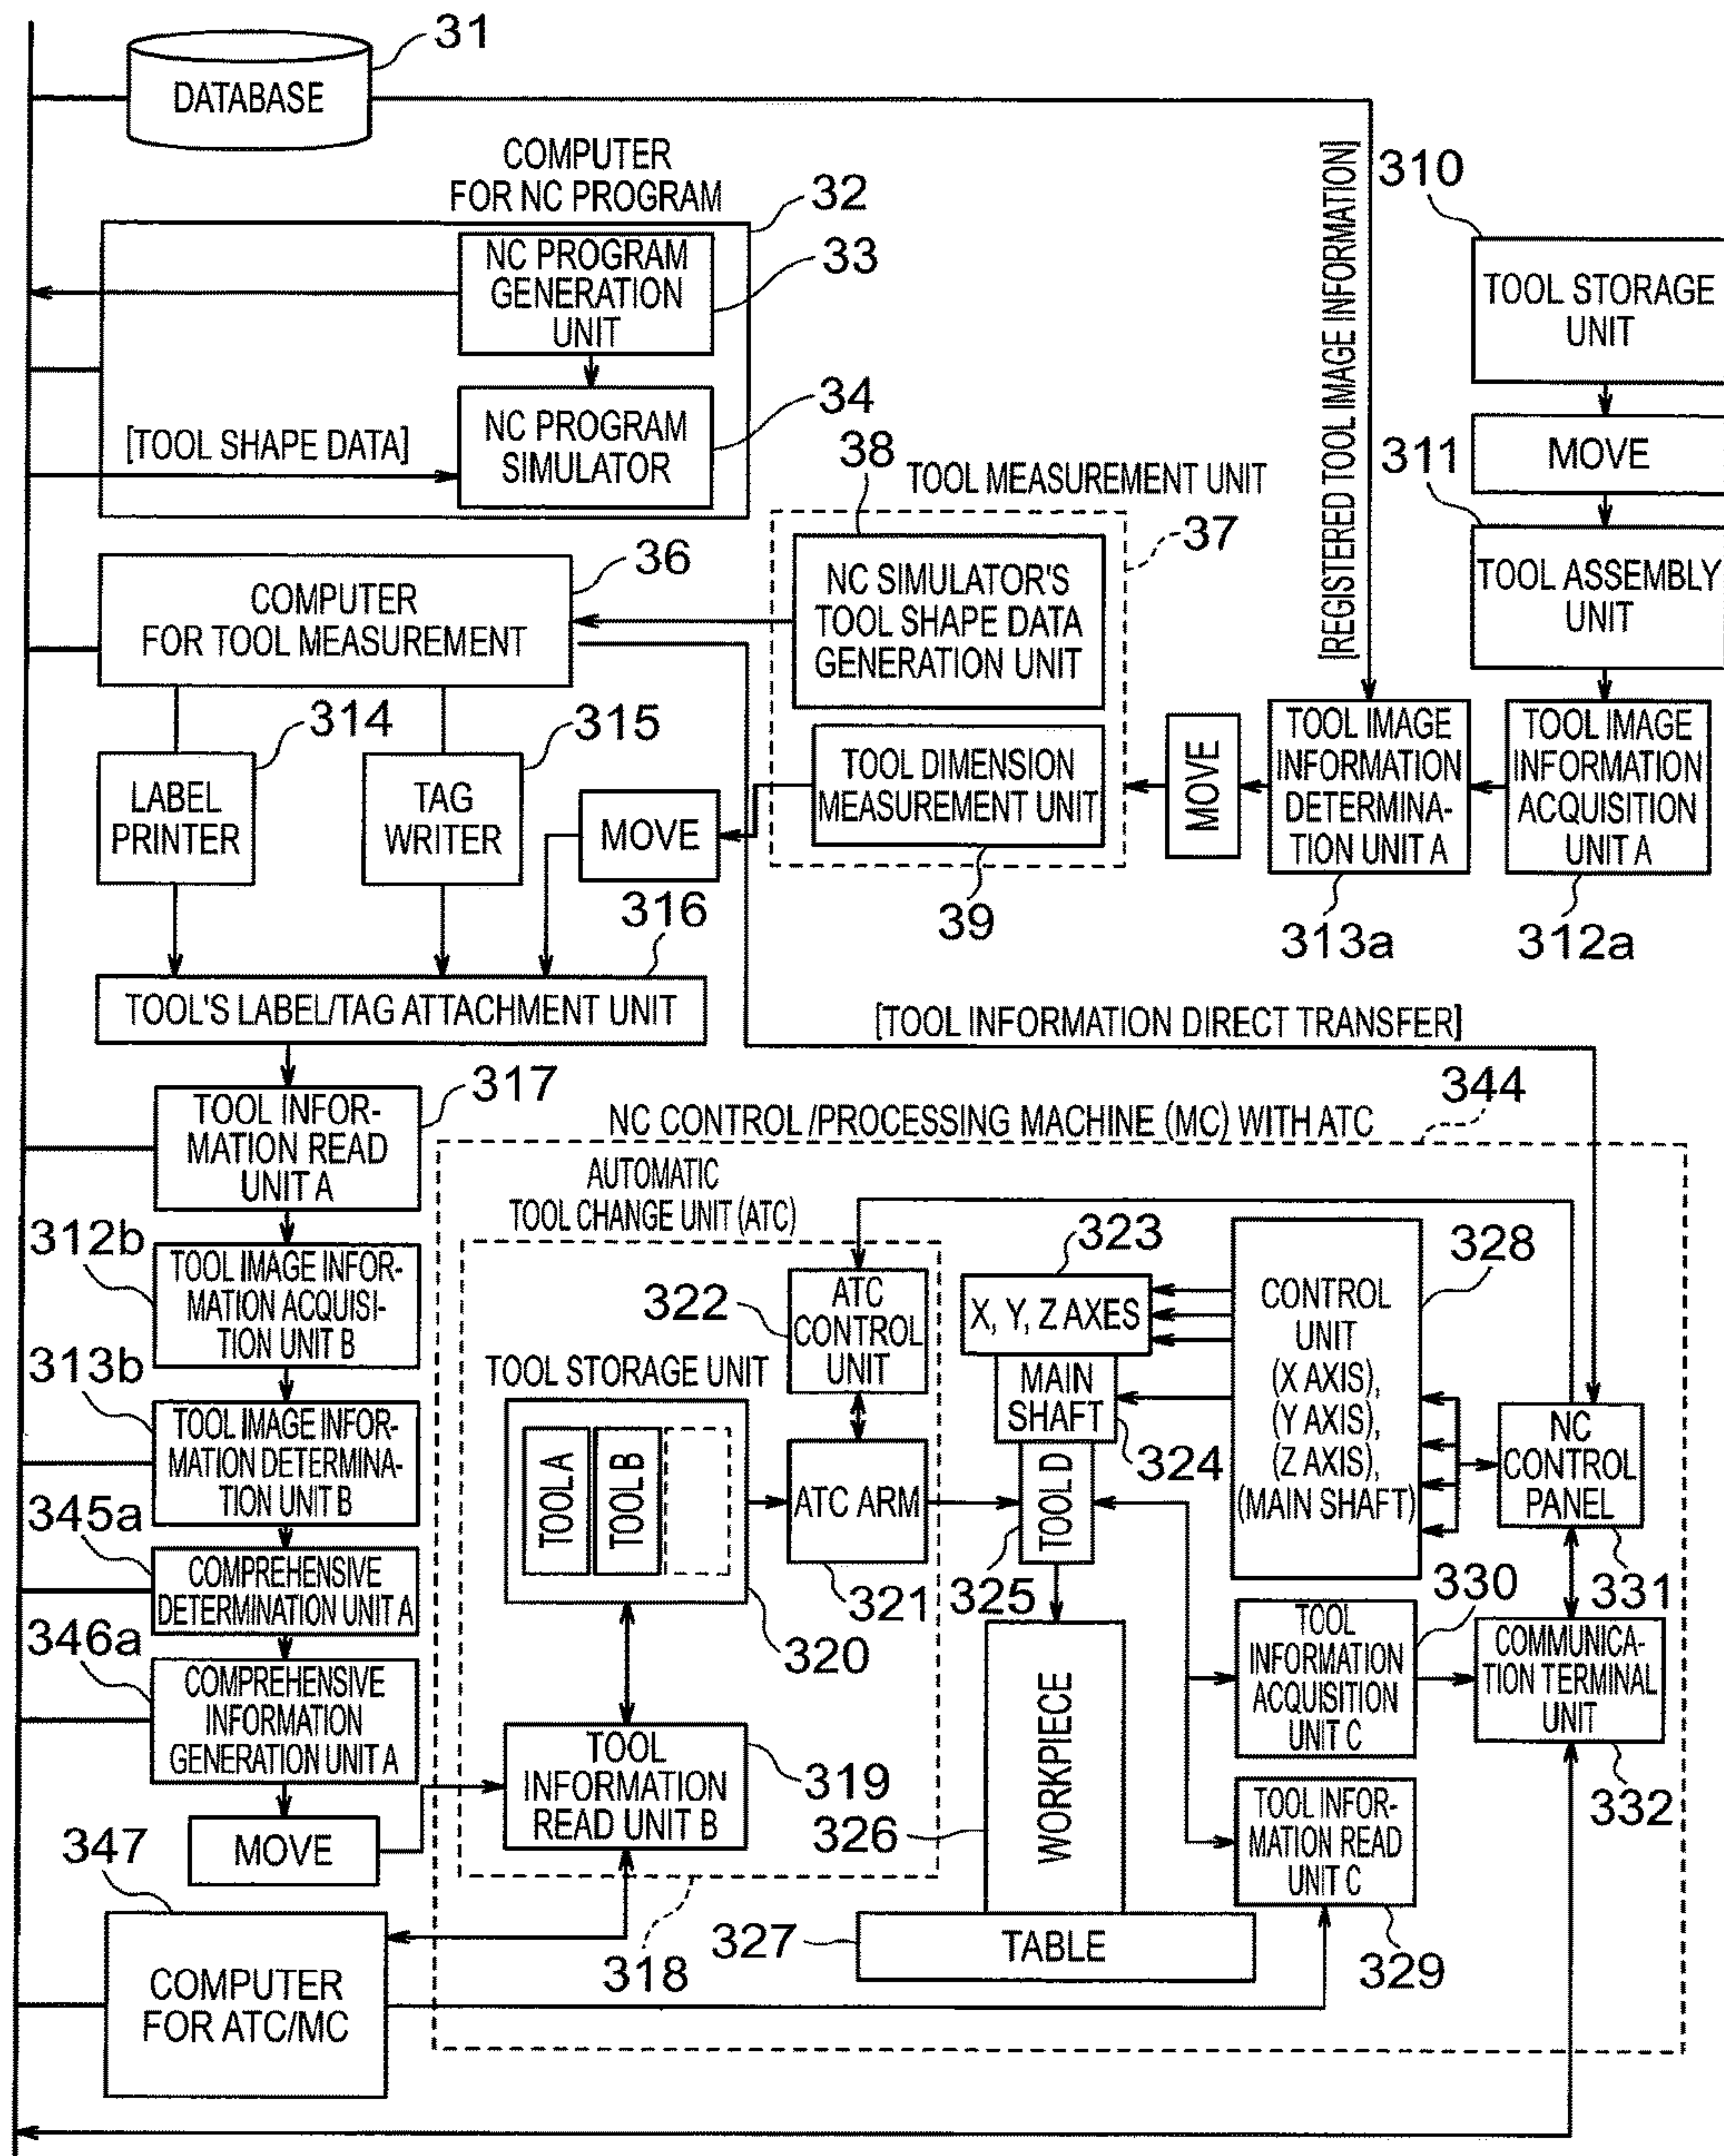 31
DATABASE
COMPUTER
FOR NC PROGRAM
32
NC PROGRAM
GENERATION
UNIT
33
NC PROGRAM
SIMULATOR
34
[TOOL SHAPE DATA]
[REGISTERED TOOL IMAGE INFORMATION]
310
TOOL STORAGE
UNIT
MOVE
311
TOOL ASSEMBLY
UNIT
36
COMPUTER
FOR TOOL MEASUREMENT
38
TOOL MEASUREMENT UNIT
37
NC SIMULATOR'S
TOOL SHAPE DATA
GENERATION UNIT
TOOL DIMENSION
MEASUREMENT UNIT
39
MOVE
TOOL IMAGE
INFORMATION
DETERMINA-
TION UNIT A
313a
TOOL IMAGE
INFORMATION
ACQUISITION
UNIT A
312a
314
LABEL
PRINTER
315
TAG
WRITER
MOVE
316
TOOL'S LABEL/TAG ATTACHMENT UNIT
[TOOL INFORMATION DIRECT TRANSFER]
317
TOOL INFOR-
MATION READ
UNIT A
312b
TOOL IMAGE INFOR-
MATION ACQUISI-
TION UNIT B
313b
TOOL IMAGE INFOR-
MATION DETERMINA-
TION UNIT B
345a
COMPREHENSIVE
DETERMINATION UNIT A
346a
COMPREHENSIVE
INFORMATION
GENERATION UNIT A
MOVE
347
COMPUTER
FOR ATC/MC
NC CONTROL /PROCESSING MACHINE (MC) WITH ATC
344
AUTOMATIC
TOOL CHANGE UNIT (ATC)
322
ATC
CONTROL
UNIT
TOOL STORAGE UNIT
TOOL A
TOOL B
320
ATC ARM
321
TOOL
INFORMATION
READ UNIT B
319
318
323
X, Y, Z AXES
MAIN
SHAFT
324
TOOL D
325
WORKPIECE
326
TABLE
327
CONTROL
UNIT
(X AXIS),
(Y AXIS),
(Z AXIS),
(MAIN SHAFT)
328
NC
CONTROL
PANEL
331
330
TOOL
INFORMATION
ACQUISITION
UNIT C
COMMUNICA-
TION TERMINAL
UNIT
332
TOOL INFOR-
MATION READ
UNIT C
329